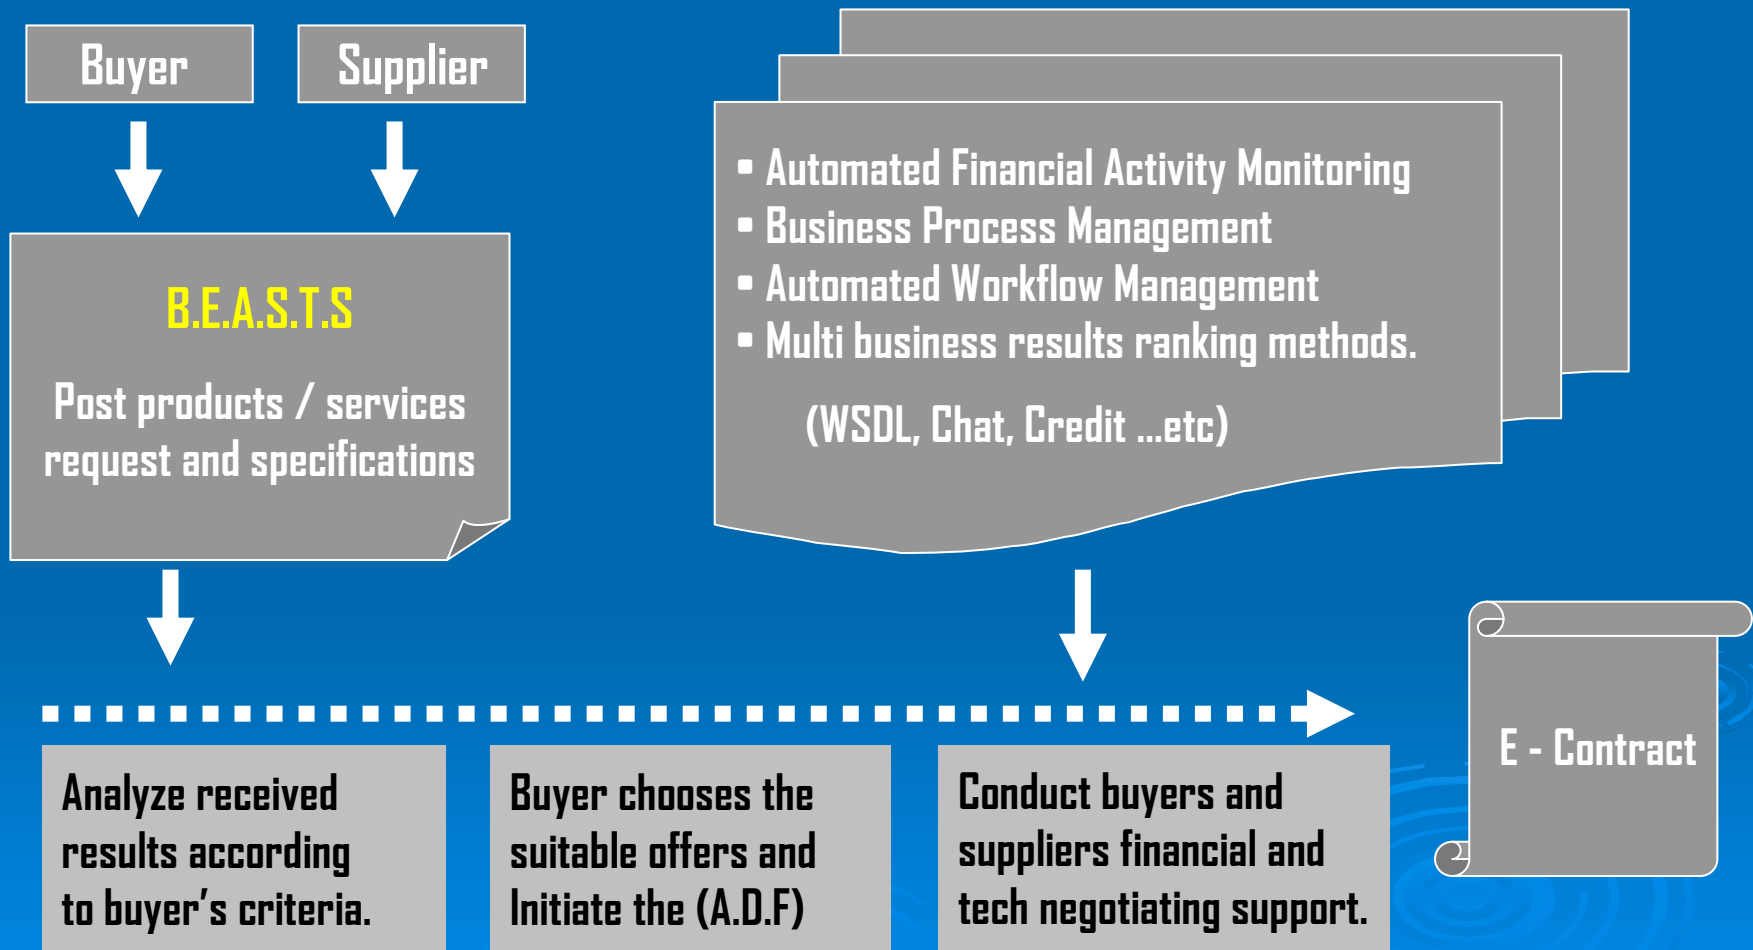 Buyer
Supplier
B.E.A.S.T.S
Post products / services
request and specifications
▪ Automated Financial Activity Monitoring
▪ Business Process Management
▪ Automated Workflow Management
▪ Multi business results ranking methods.
(WSDL, Chat, Credit ...etc)
Analyze received
results according
to buyer's criteria.
Buyer chooses the
suitable offers and
Initiate the (A.D.F)
Conduct buyers and
suppliers financial and
tech negotiating support.
E - Contract